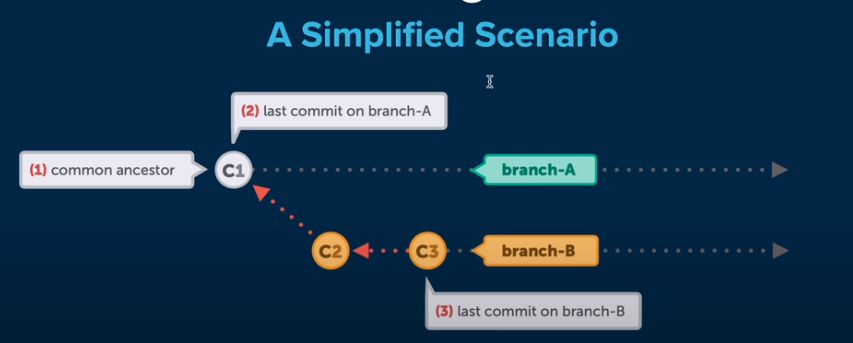 A Simplified Scenario
(2) last commit on branch-A
(1) common ancestor
C1
branch-A
C2
C3
branch-B
(3) last commit on branch-B